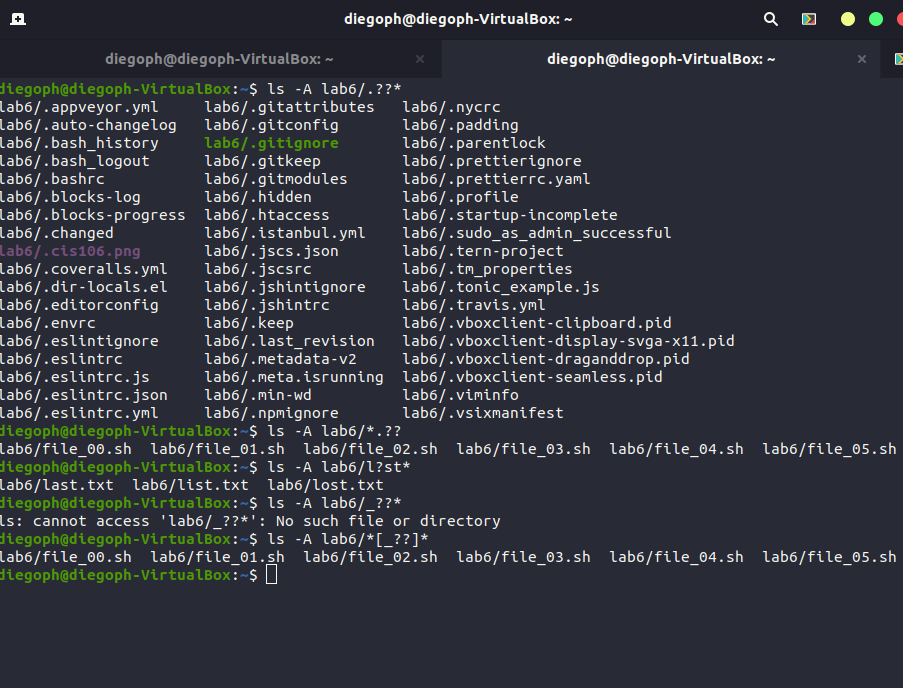 diegoph@diegoph-VirtualBox: ~
diegoph@diegoph-VirtualBox: ~ × diegoph@diegoph-VirtualBox: ~ ×
diegoph@diegoph-VirtualBox:~$ ls -A lab6/.??*
lab6/.appveyor.yml lab6/.gitattributes lab6/.nycrc
lab6/.auto-changelog lab6/.gitconfig lab6/.padding
lab6/.bash_history lab6/.gitignore lab6/.parentlock
lab6/.bash_logout lab6/.gitkeep lab6/.prettierignore
lab6/.bashrc lab6/.gitmodules lab6/.prettierrc.yaml
lab6/.blocks-log lab6/.hidden lab6/.profile
lab6/.blocks-progress lab6/.htaccess lab6/.startup-incomplete
lab6/.changed lab6/.istanbul.yml lab6/.sudo_as_admin_successful
lab6/.cis106.png lab6/.jscs.json lab6/.tern-project
lab6/.coveralls.yml lab6/.jscsrc lab6/.tm_properties
lab6/.dir-locals.el lab6/.jshintignore lab6/.tonic_example.js
lab6/.editorconfig lab6/.jshintrc lab6/.travis.yml
lab6/.envrc lab6/.keep lab6/.vboxclient-clipboard.pid
lab6/.eslintignore lab6/.last_revision lab6/.vboxclient-display-svga-x11.pid
lab6/.eslintrc lab6/.metadata-v2 lab6/.vboxclient-draganddrop.pid
lab6/.eslintrc.js lab6/.meta.isrunning lab6/.vboxclient-seamless.pid
lab6/.eslintrc.json lab6/.min-wd lab6/.viminfo
lab6/.eslintrc.yml lab6/.npmignore lab6/.vsixmanifest
diegoph@diegoph-VirtualBox:~$ ls -A lab6/*.??
lab6/file_00.sh lab6/file_01.sh lab6/file_02.sh lab6/file_03.sh lab6/file_04.sh lab6/file_05.sh
diegoph@diegoph-VirtualBox:~$ ls -A lab6/l?st*
lab6/last.txt lab6/list.txt lab6/lost.txt
diegoph@diegoph-VirtualBox:~$ ls -A lab6/_??*
ls: cannot access 'lab6/_??*': No such file or directory
diegoph@diegoph-VirtualBox:~$ ls -A lab6/*[_??]*
lab6/file_00.sh lab6/file_01.sh lab6/file_02.sh lab6/file_03.sh lab6/file_04.sh lab6/file_05.sh
diegoph@diegoph-VirtualBox:~$